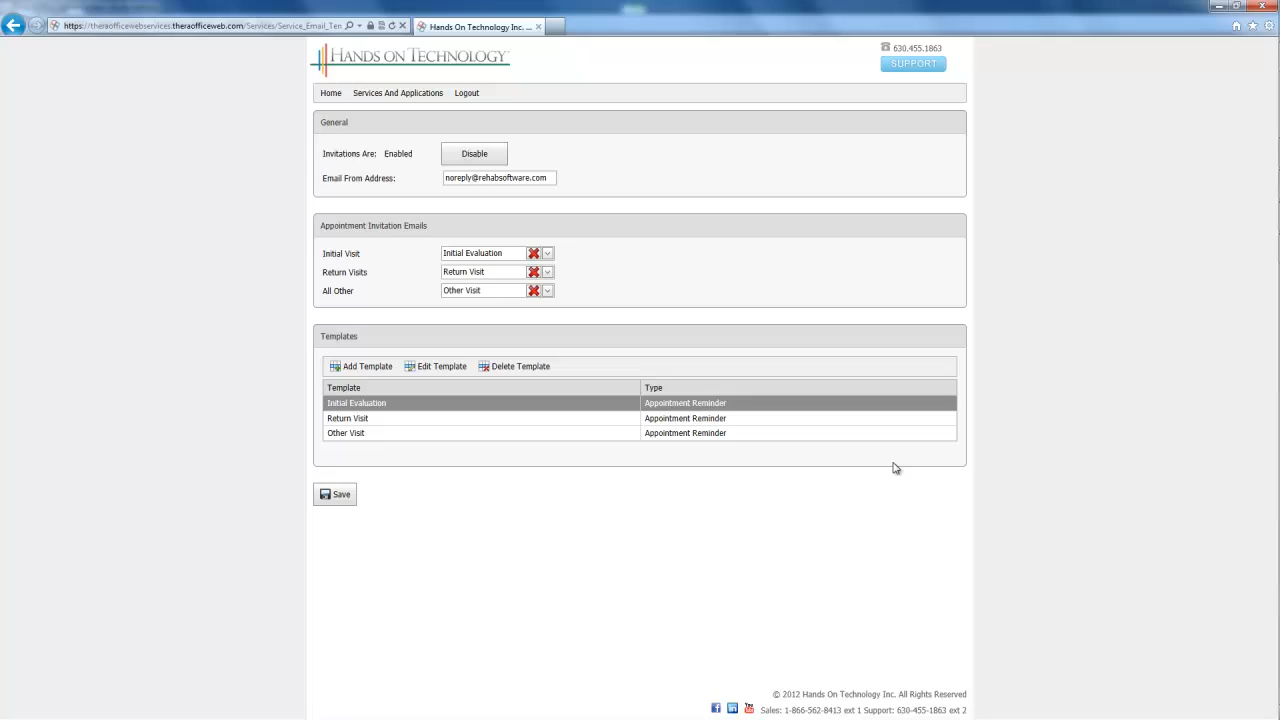 https://theraofficewebservices.theraofficeweb.com/Services/Service_Email_Ten
Hands On Technology Inc. ...
HANDS ON TECHNOLOGY™
630.455.1863
SUPPORT
Home Services And Applications Logout
General
Invitations Are: Enabled Disable
Email From Address: noreply@rehabsoftware.com
Appointment Invitation Emails
Initial Visit Initial Evaluation
Return Visits Return Visit
All Other Other Visit
Templates
Add Template Edit Template Delete Template
Template Type
Initial Evaluation Appointment Reminder
Return Visit Appointment Reminder
Other Visit Appointment Reminder
Save
© 2012 Hands On Technology Inc. All Rights Reserved
Sales: 1-866-562-8413 ext 1 Support: 630-455-1863 ext 2